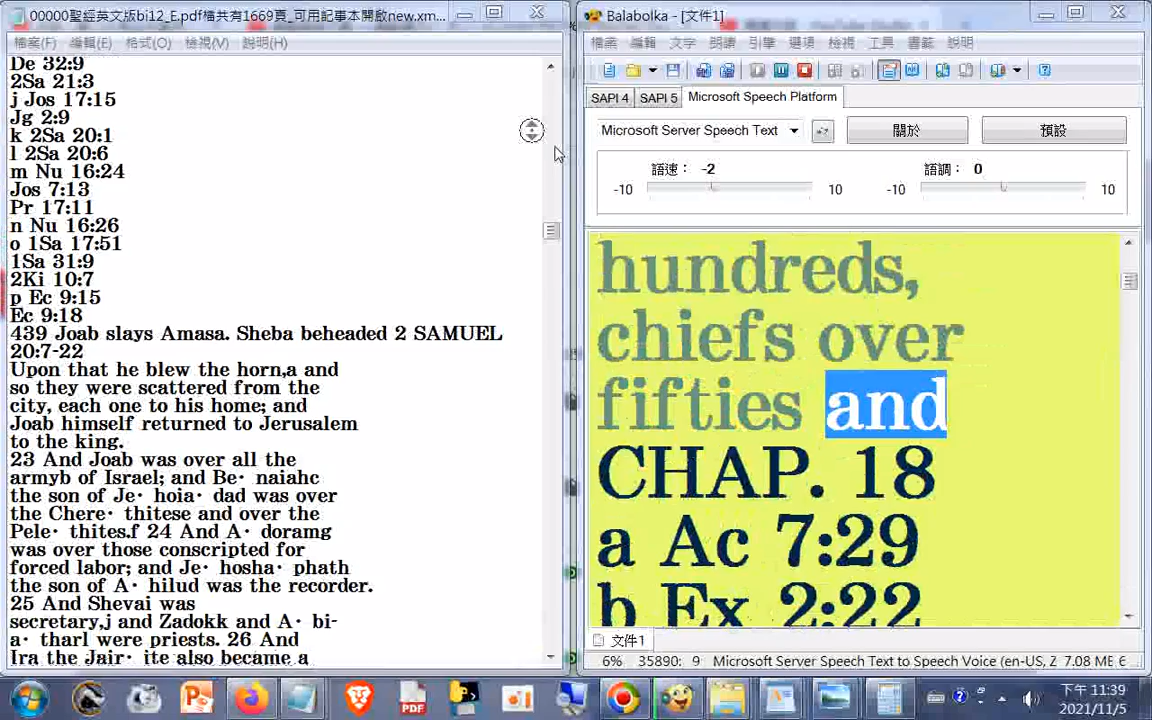 00000聖經英文版bi12_E.pdf檔共有1669頁_可用記事本開啟new.xm...
檔案(F) 編輯(E) 格式(O) 檢視(V) 說明(H)
De 32:9
2Sa 21:3
j Jos 17:15
Jg 2:9
k 2Sa 20:1
l 2Sa 20:6
m Nu 16:24
Jos 7:13
Pr 17:11
n Nu 16:26
o 1Sa 17:51
1Sa 31:9
2Ki 10:7
p Ec 9:15
Ec 9:18
439 Joab slays Amasa. Sheba beheaded 2 SAMUEL
20:7-22
Upon that he blew the horn,a and
so they were scattered from the
city, each one to his home; and
Joab himself returned to Jerusalem
to the king.
23 And Joab was over all the
armyb of Israel; and Be· naiahc
the son of Je· hoia· dad was over
the Chere· thitese and over the
Pele· thites.f 24 And A· doramg
was over those conscripted for
forced labor; and Je· hosha· phath
the son of A· hilud was the recorder.
25 And Shevai was
secretary,j and Zadokk and A· bi-
a· tharl were priests. 26 And
Ira the Jair· ite also became a
Balabolka - [文件1]
檔案 編輯 文字 朗讀 引擎 選項 檢視 工具 書籤 說明
SAPI 4 SAPI 5 Microsoft Speech Platform
Microsoft Server Speech Text 關於 預設
語速： -2 語調： 0
-10 10 -10 10
hundreds,
chiefs over
fifties and
CHAP. 18
a Ac 7:29
b Ex 2:22
文件1
6% 35890: 9 Microsoft Server Speech Text to Speech Voice (en-US, Z 7.08 MB 6
下午 11:39
2021/11/5